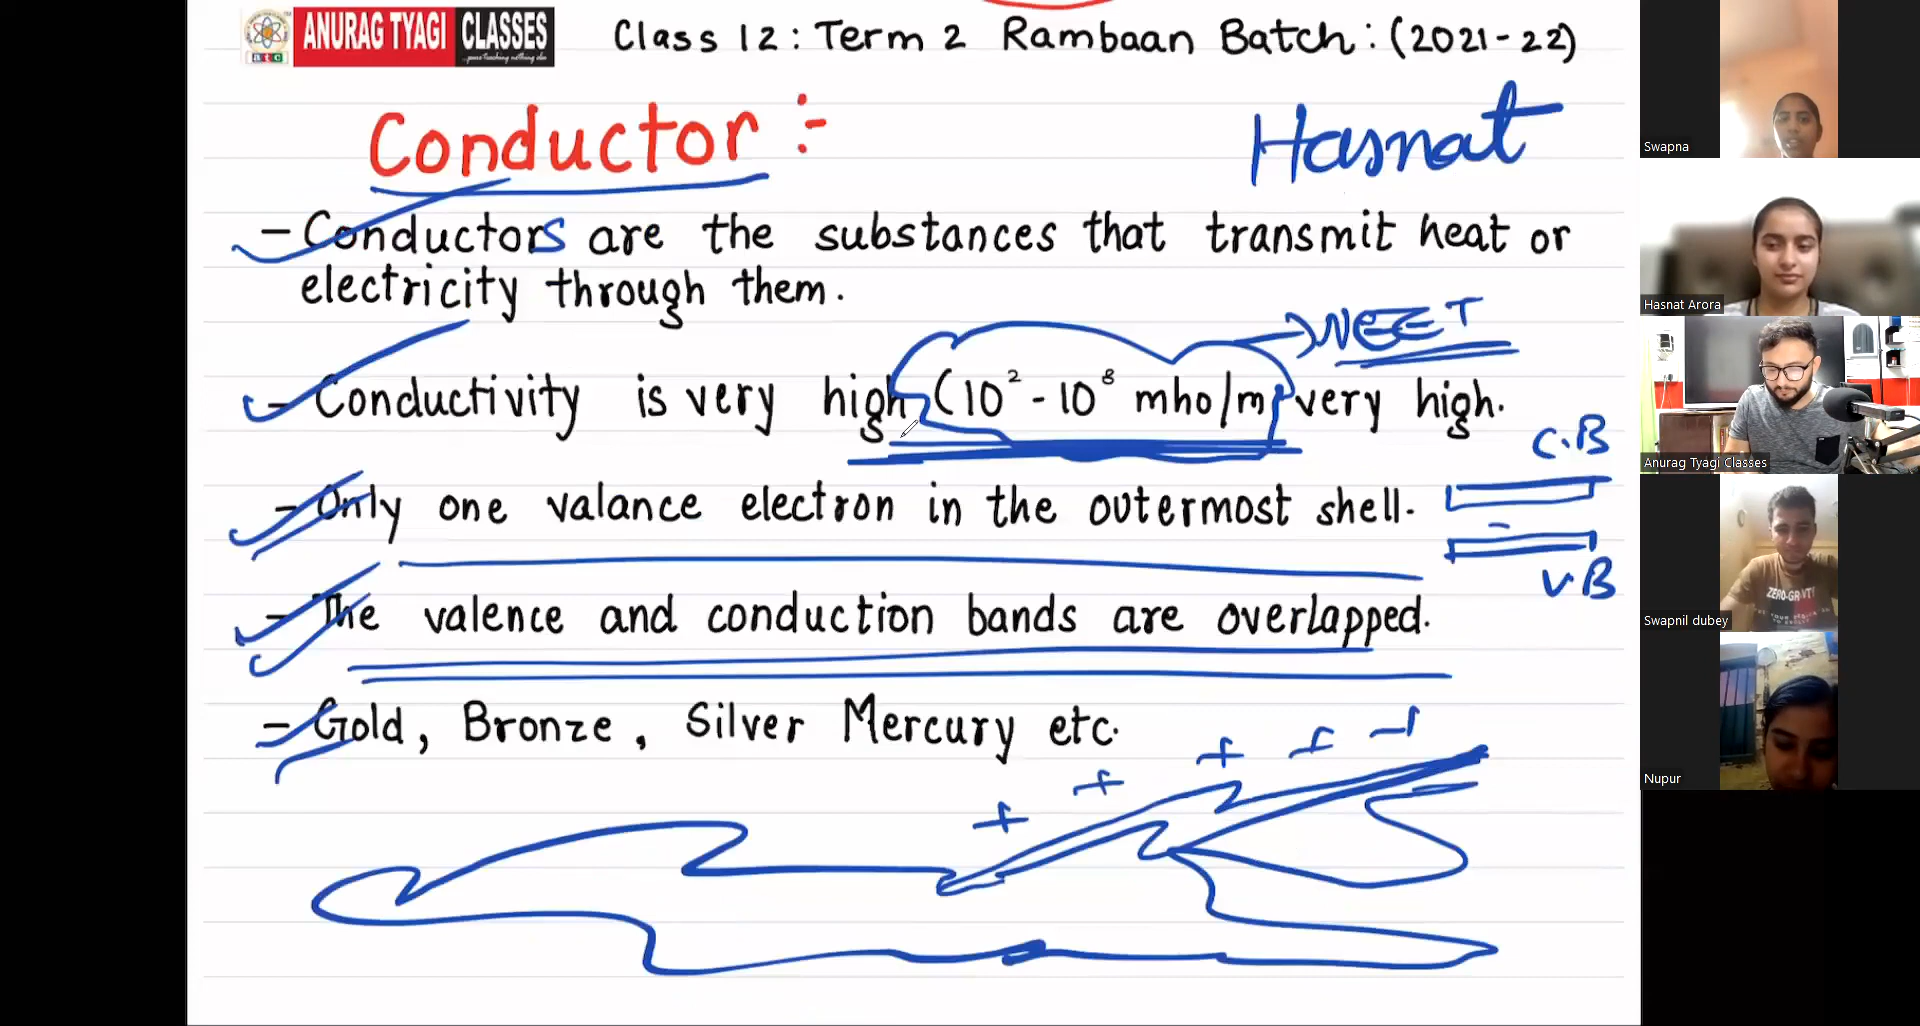 ANURAG TYAGI CLASSES
Class 12 : Term 2 Rambaan Batch : (2021-22)
Conductor :-
Hasnat
- Conductors are the substances that transmit heat or
electricity through them.
NEET
- Conductivity is very high (10² - 10⁸ mho/m) very high.
C.B
- Only one valance electron in the outermost shell.
V.B
- The valence and conduction bands are overlapped.
- Gold, Bronze, Silver Mercury etc.
+ + + + +
Swapna
Hasnat Arora
Anurag Tyagi Classes
ZERO-GRAVITY
Swapnil dubey
Nupur